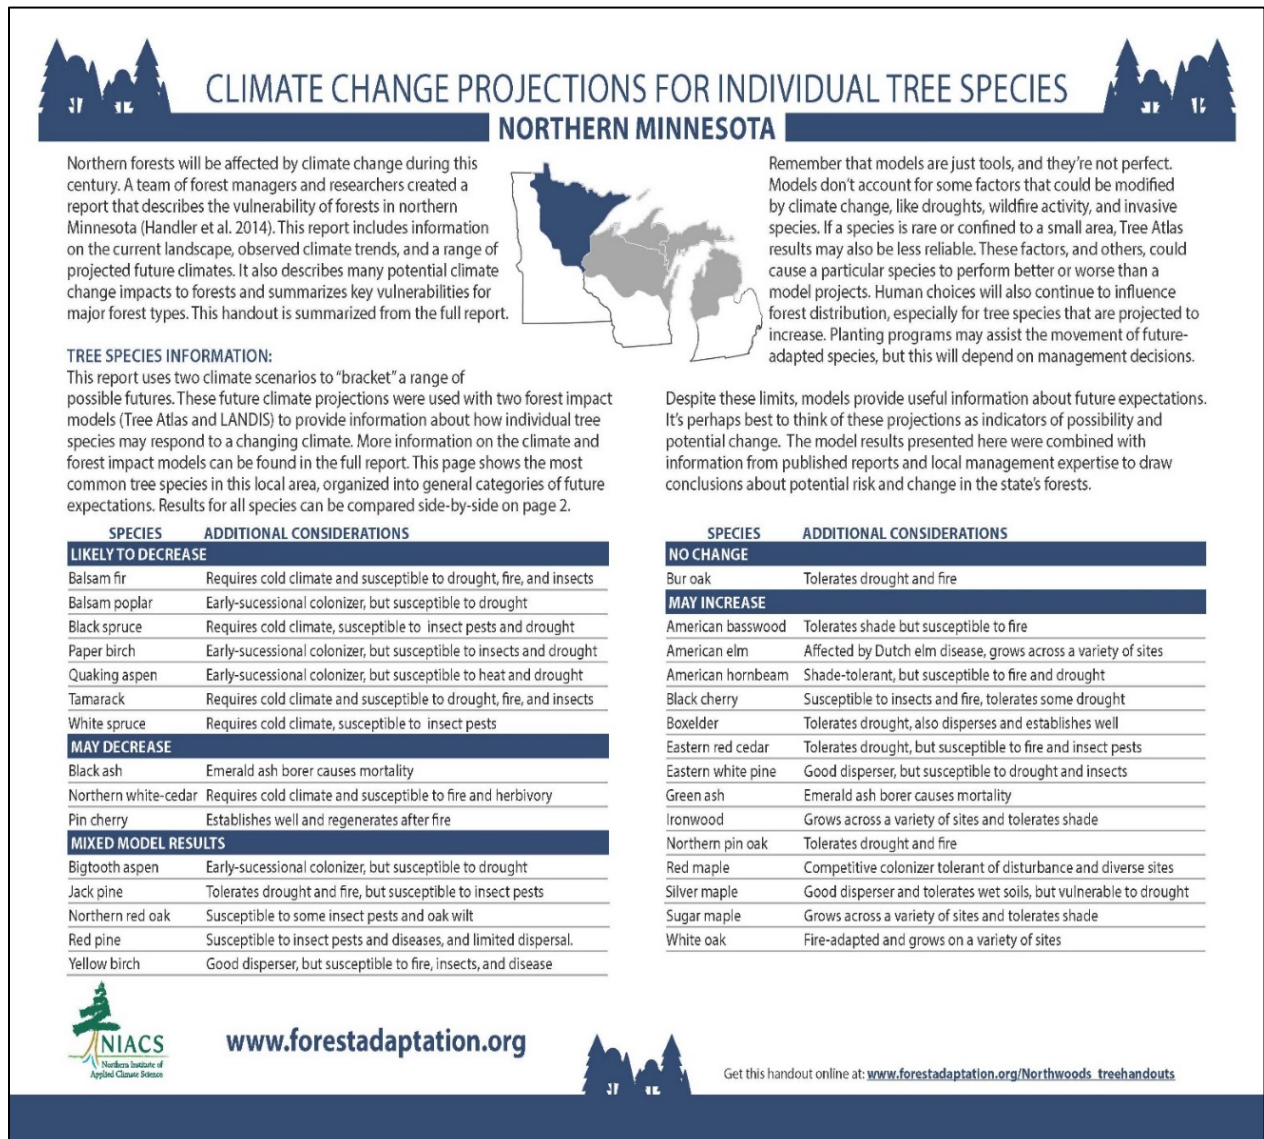 CLIMATE CHANGE PROJECTIONS FOR INDIVIDUAL TREE SPECIES
NORTHERN MINNESOTA
Northern forests will be affected by climate change during this
century. A team of forest managers and researchers created a
report that describes the vulnerability of forests in northern
Minnesota (Handler et al. 2014). This report includes information
on the current landscape, observed climate trends, and a range of
projected future climates. It also describes many potential climate
change impacts to forests and summarizes key vulnerabilities for
major forest types. This handout is summarized from the full report.
TREE SPECIES INFORMATION:
This report uses two climate scenarios to "bracket" a range of
possible futures. These future climate projections were used with two forest impact
models (Tree Atlas and LANDIS) to provide information about how individual tree
species may respond to a changing climate. More information on the climate and
forest impact models can be found in the full report. This page shows the most
common tree species in this local area, organized into general categories of future
expectations. Results for all species can be compared side-by-side on page 2.
Remember that models are just tools, and they're not perfect.
Models don't account for some factors that could be modified
by climate change, like droughts, wildfire activity, and invasive
species. If a species is rare or confined to a small area, Tree Atlas
results may also be less reliable. These factors, and others, could
cause a particular species to perform better or worse than a
model projects. Human choices will also continue to influence
forest distribution, especially for tree species that are projected to
increase. Planting programs may assist the movement of future-
adapted species, but this will depend on management decisions.
Despite these limits, models provide useful information about future expectations.
It's perhaps best to think of these projections as indicators of possibility and
potential change. The model results presented here were combined with
information from published reports and local management expertise to draw
conclusions about potential risk and change in the state's forests.
SPECIES ADDITIONAL CONSIDERATIONS
LIKELY TO DECREASE
Balsam fir Requires cold climate and susceptible to drought, fire, and insects
Balsam poplar Early-sucessional colonizer, but susceptible to drought
Black spruce Requires cold climate, susceptible to insect pests and drought
Paper birch Early-sucessional colonizer, but susceptible to insects and drought
Quaking aspen Early-sucessional colonizer, but susceptible to heat and drought
Tamarack Requires cold climate and susceptible to drought, fire, and insects
White spruce Requires cold climate, susceptible to insect pests
MAY DECREASE
Black ash Emerald ash borer causes mortality
Northern white-cedar Requires cold climate and susceptible to fire and herbivory
Pin cherry Establishes well and regenerates after fire
MIXED MODEL RESULTS
Bigtooth aspen Early-sucessional colonizer, but susceptible to drought
Jack pine Tolerates drought and fire, but susceptible to insect pests
Northern red oak Susceptible to some insect pests and oak wilt
Red pine Susceptible to insect pests and diseases, and limited dispersal.
Yellow birch Good disperser, but susceptible to fire, insects, and disease
SPECIES ADDITIONAL CONSIDERATIONS
NO CHANGE
Bur oak Tolerates drought and fire
MAY INCREASE
American basswood Tolerates shade but susceptible to fire
American elm Affected by Dutch elm disease, grows across a variety of sites
American hornbeam Shade-tolerant, but susceptible to fire and drought
Black cherry Susceptible to insects and fire, tolerates some drought
Boxelder Tolerates drought, also disperses and establishes well
Eastern red cedar Tolerates drought, but susceptible to fire and insect pests
Eastern white pine Good disperser, but susceptible to drought and insects
Green ash Emerald ash borer causes mortality
Ironwood Grows across a variety of sites and tolerates shade
Northern pin oak Tolerates drought and fire
Red maple Competitive colonizer tolerant of disturbance and diverse sites
Silver maple Good disperser and tolerates wet soils, but vulnerable to drought
Sugar maple Grows across a variety of sites and tolerates shade
White oak Fire-adapted and grows on a variety of sites
NIACS
Northern Institute of
Applied Climate Science
www.forestadaptation.org
Get this handout online at: www.forestadaptation.org/Northwoods_treehandouts